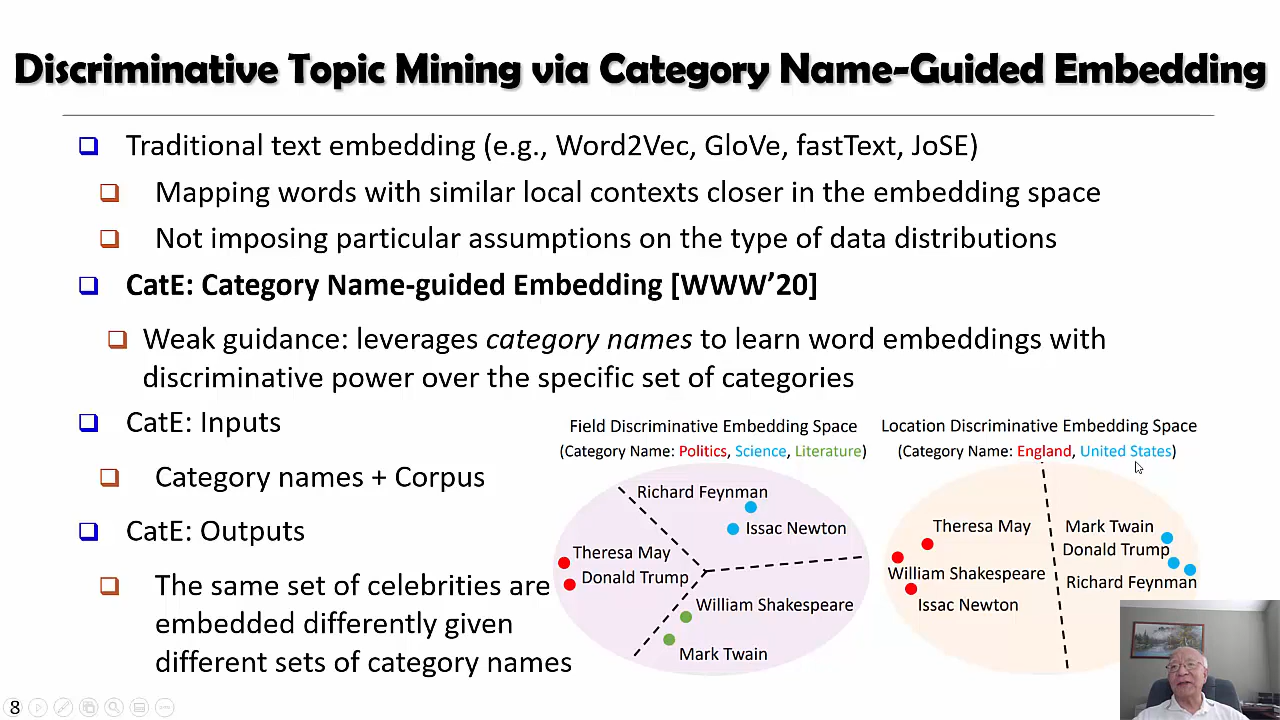 Discriminative Topic Mining via Category Name-Guided Embedding
Traditional text embedding (e.g., Word2Vec, GloVe, fastText, JoSE)
Mapping words with similar local contexts closer in the embedding space
Not imposing particular assumptions on the type of data distributions
CatE: Category Name-guided Embedding [WWW'20]
Weak guidance: leverages category names to learn word embeddings with
discriminative power over the specific set of categories
CatE: Inputs
Category names + Corpus
CatE: Outputs
The same set of celebrities are
embedded differently given
different sets of category names
Field Discriminative Embedding Space
(Category Name: Politics, Science, Literature)
Richard Feynman
Issac Newton
Theresa May
Donald Trump
William Shakespeare
Mark Twain
Location Discriminative Embedding Space
(Category Name: England, United States)
Theresa May
William Shakespeare
Issac Newton
Mark Twain
Donald Trump
Richard Feynman
8